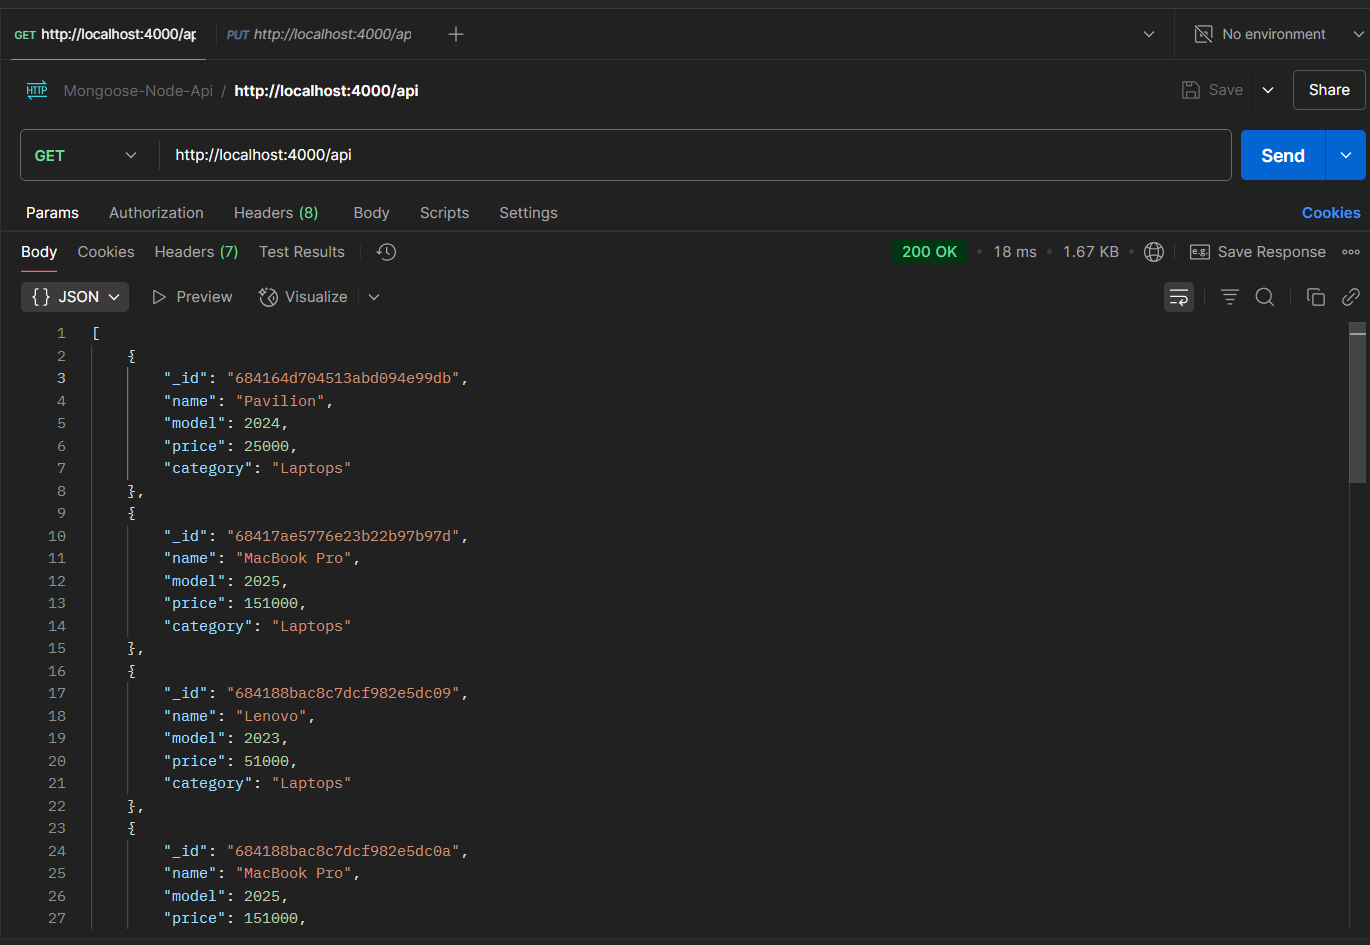 GET http://localhost:4000/ap PUT http://localhost:4000/ap No environment
HTTP Mongoose-Node-Api / http://localhost:4000/api Save Share
GET http://localhost:4000/api Send
Params Authorization Headers (8) Body Scripts Settings Cookies
Body Cookies Headers (7) Test Results 200 OK • 18 ms • 1.67 KB • e.g. Save Response
{} JSON Preview Visualize
1 [
2 {
3 "_id": "684164d704513abd094e99db",
4 "name": "Pavilion",
5 "model": 2024,
6 "price": 25000,
7 "category": "Laptops"
8 },
9 {
10 "_id": "68417ae5776e23b22b97b97d",
11 "name": "MacBook Pro",
12 "model": 2025,
13 "price": 151000,
14 "category": "Laptops"
15 },
16 {
17 "_id": "684188bac8c7dcf982e5dc09",
18 "name": "Lenovo",
19 "model": 2023,
20 "price": 51000,
21 "category": "Laptops"
22 },
23 {
24 "_id": "684188bac8c7dcf982e5dc0a",
25 "name": "MacBook Pro",
26 "model": 2025,
27 "price": 151000,